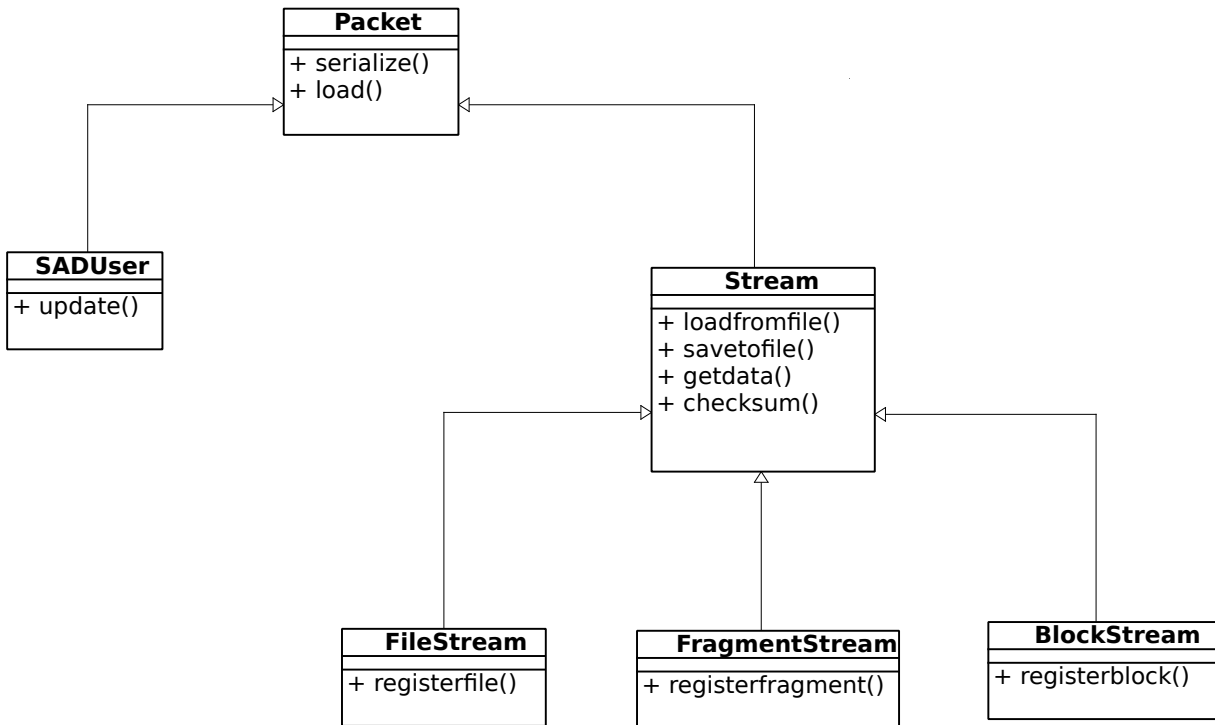 Packet
+ serialize()
+ load()
SADUser
+ update()
Stream
+ loadfromfile()
+ savetofile()
+ getdata()
+ checksum()
FileStream
+ registerfile()
FragmentStream
+ registerfragment()
BlockStream
+ registerblock()